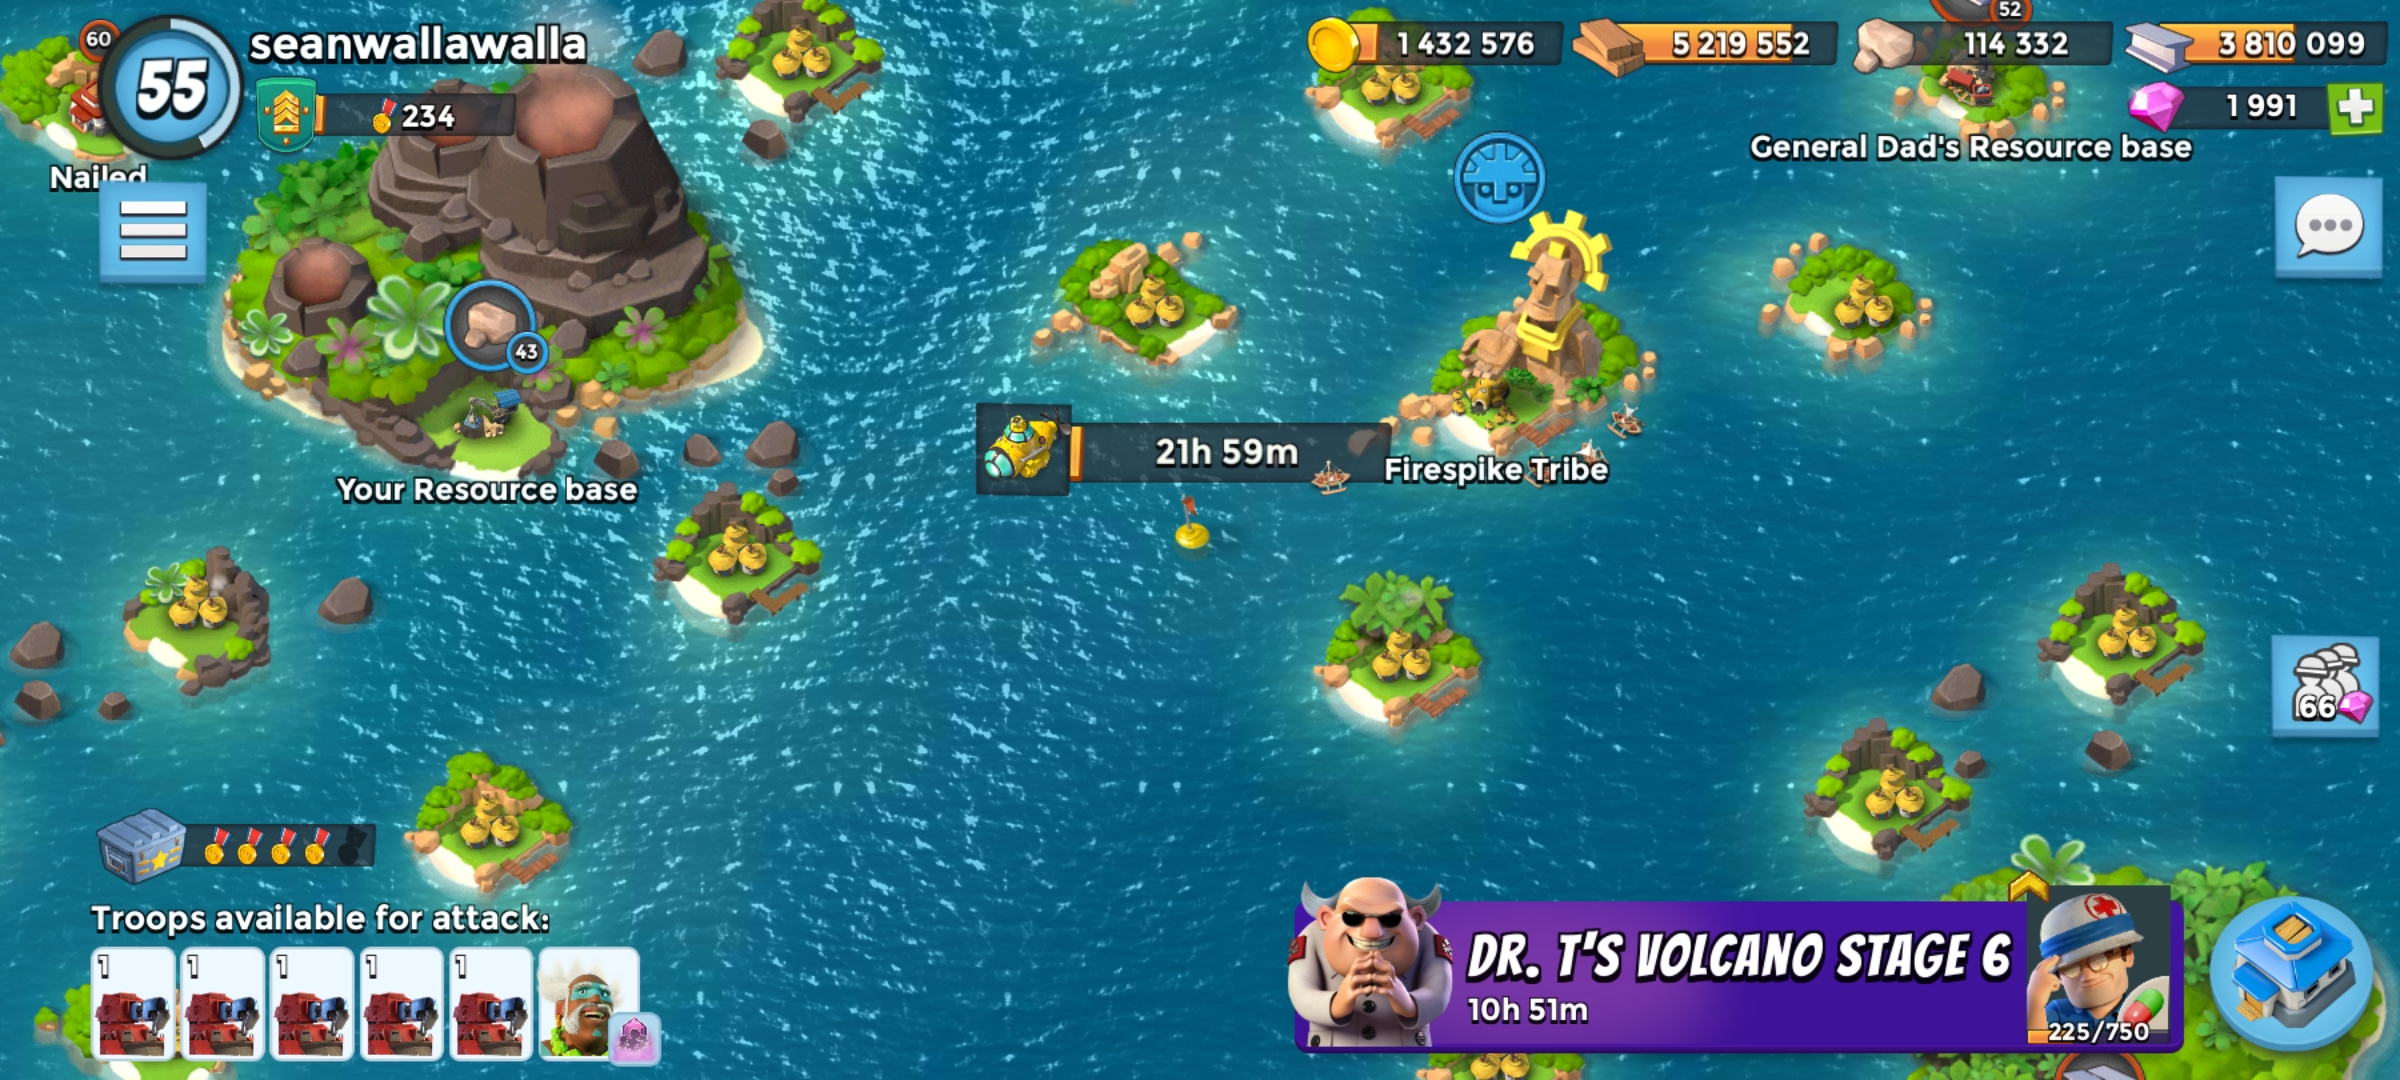 60
55
seanwallawalla
234
1 432 576
5 219 552
114 332
52
3 810 099
1 991
General Dad's Resource base
Nailed
43
Your Resource base
21h 59m
Firespike Tribe
66
Troops available for attack:
1
1
1
1
1
DR. T'S VOLCANO STAGE 6
10h 51m
225/750